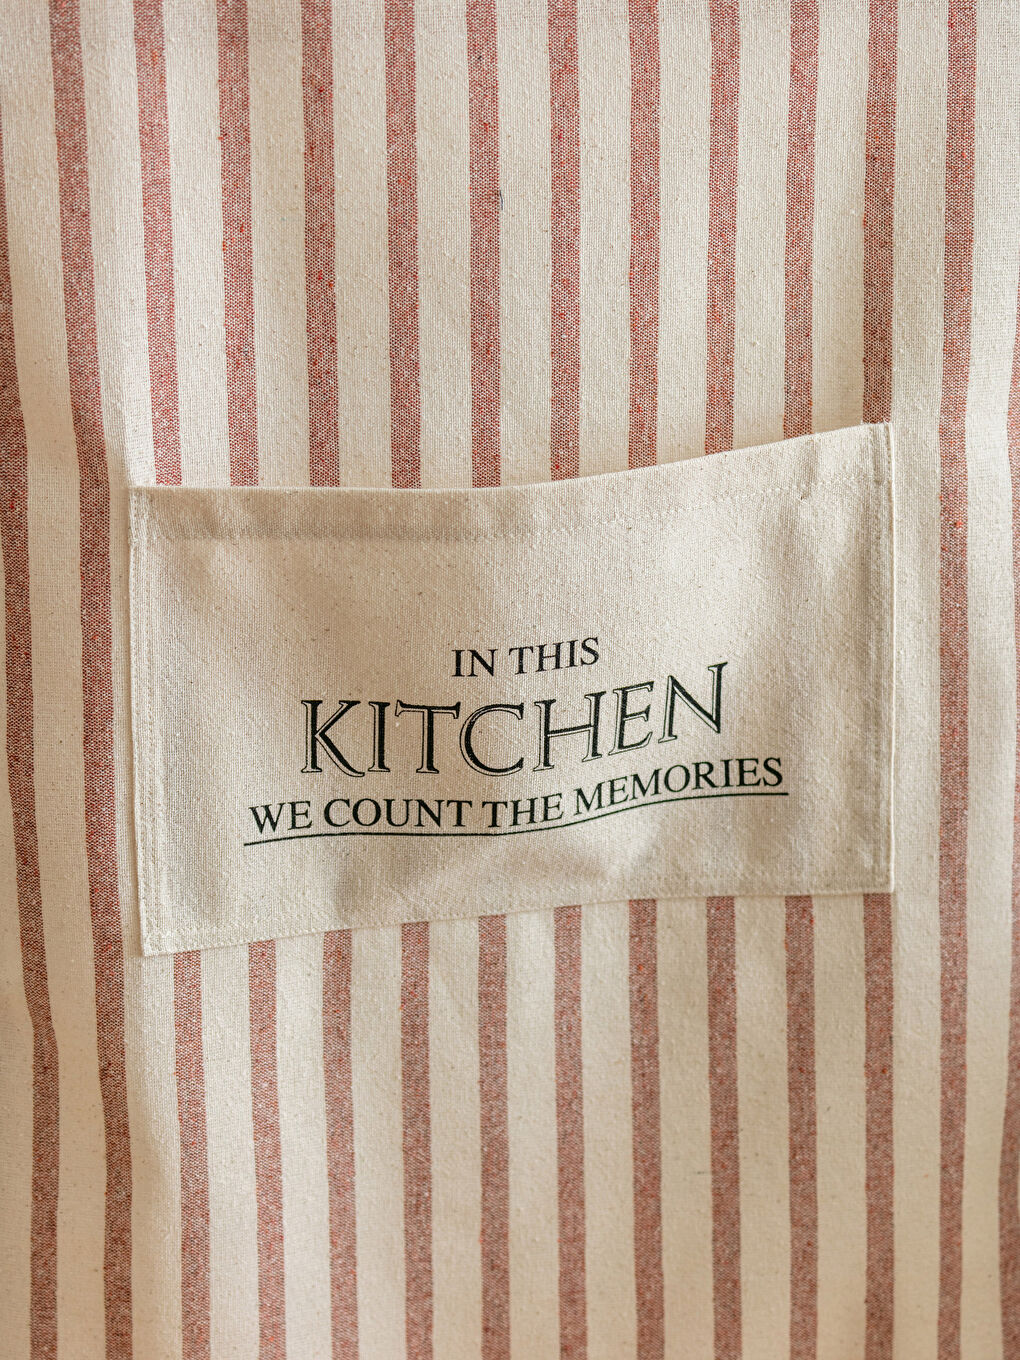 IN THIS
KITCHEN
WE COUNT THE MEMORIES